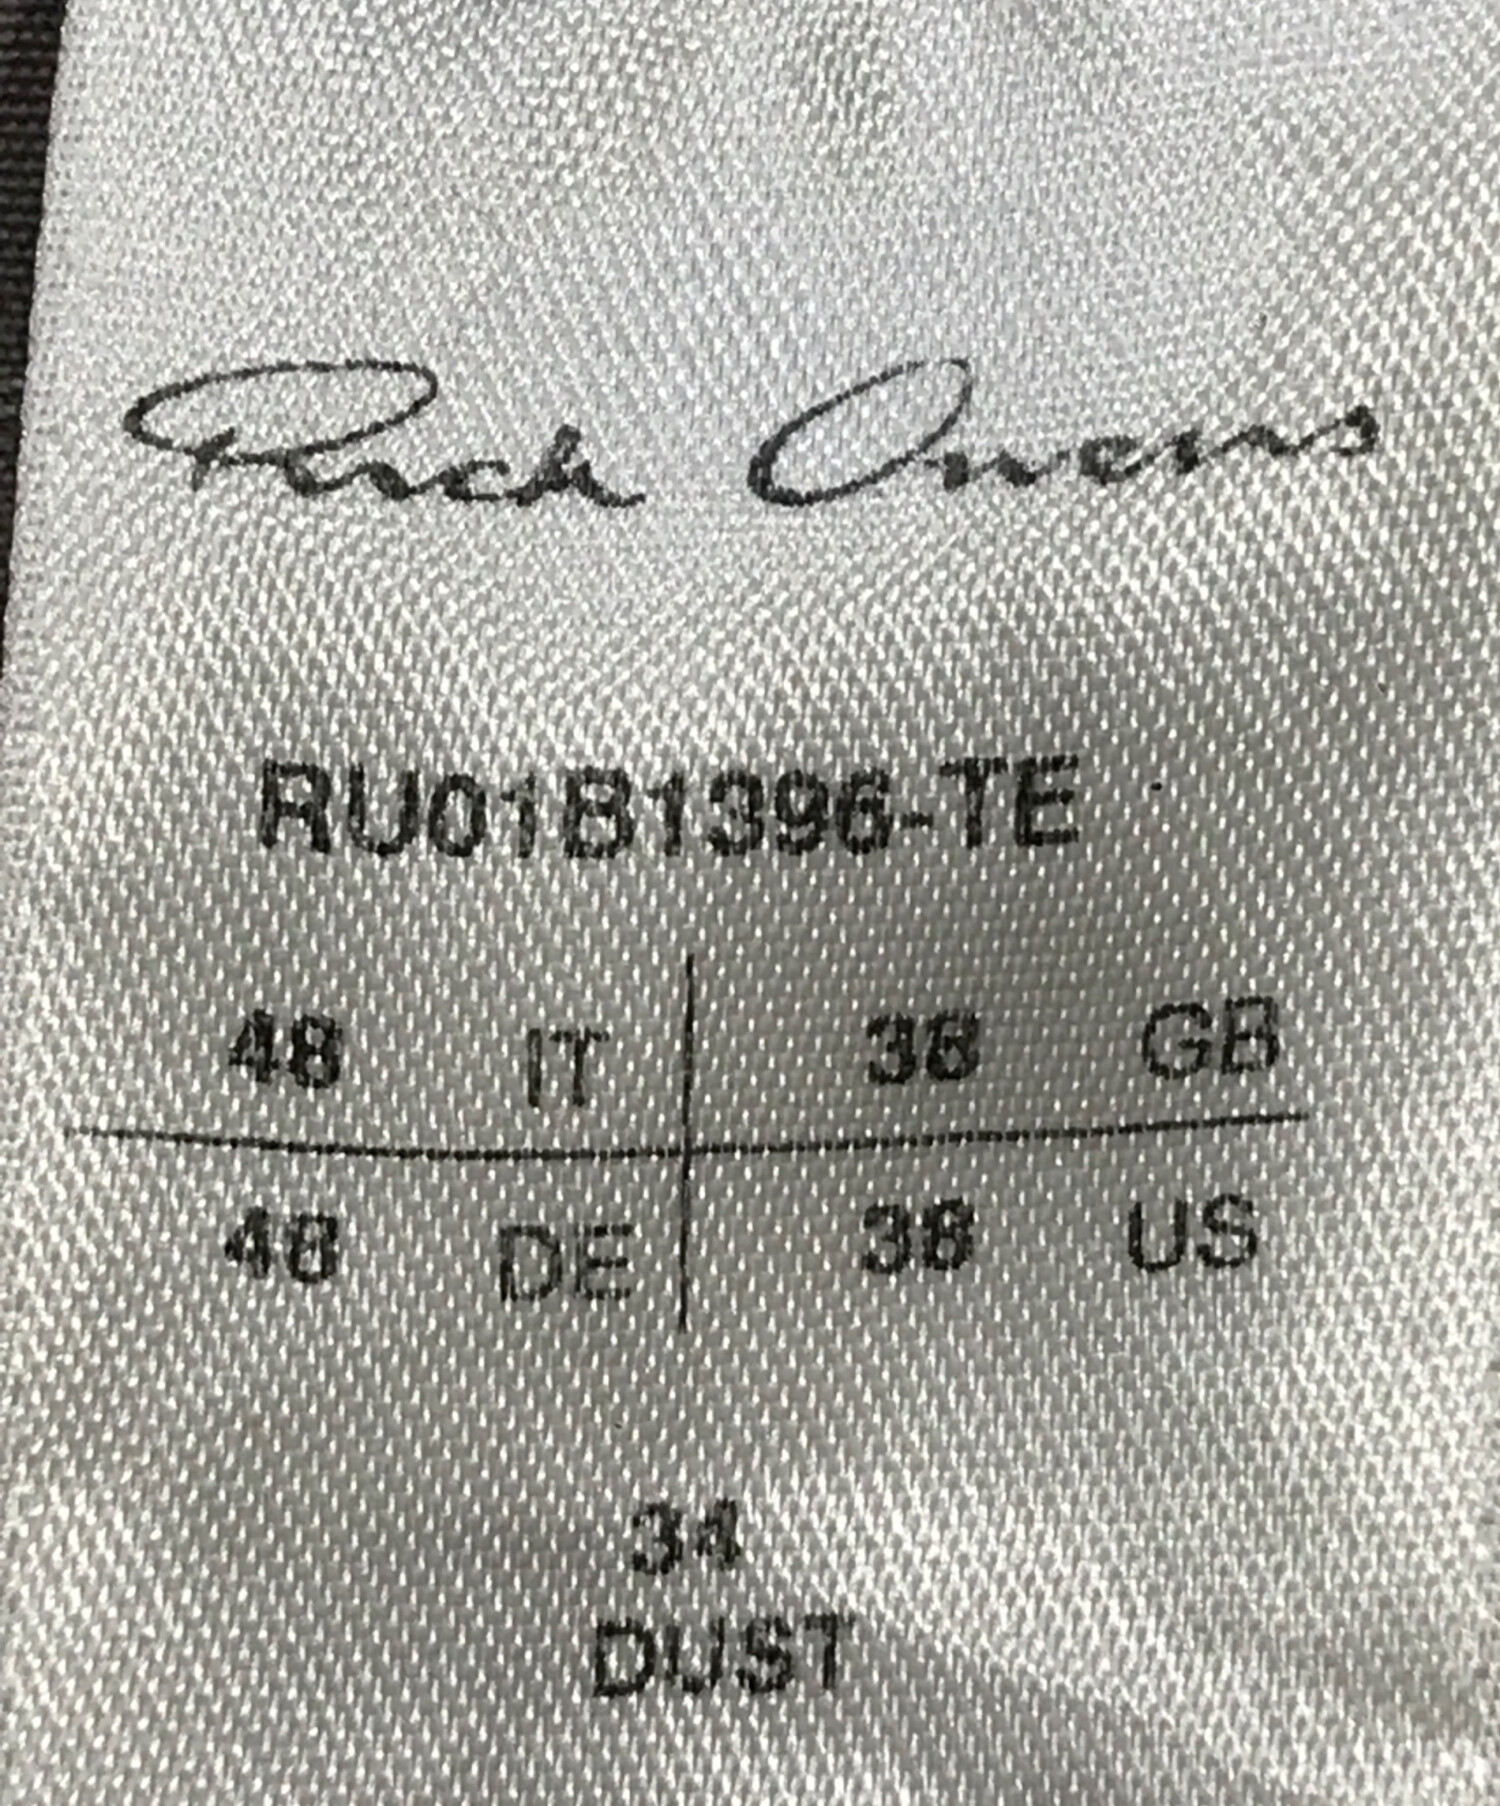 Rick Owens
RU01B1396-TE
48 IT 38 GB
48 DE 38 US
34
DUST